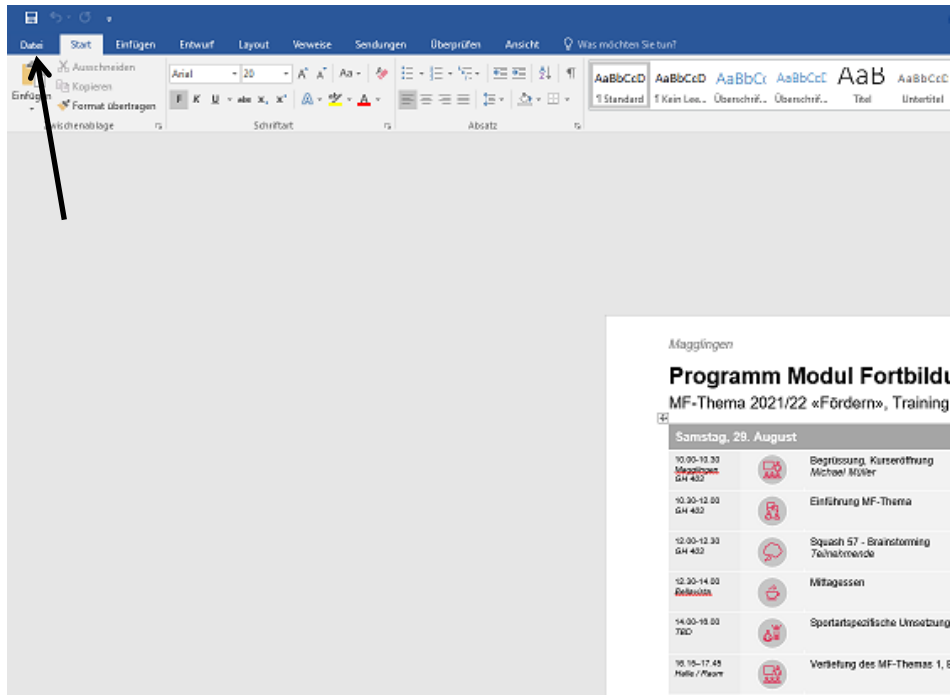 Datei Start Einfügen Entwurf Layout Verweise Sendungen Überprüfen Ansicht Was möchten Sie tun?
Ausschneiden
Kopieren
Format übertragen
Einfügen
Arial 20 Aa
F K U abc x, x' A A
AaBbCcD AaBbCcD AaBbCc AaBbCcE AaB AaBbCcD
¶ Standard ¶ Kein Lee... Überschrif... Überschrif... Titel Untertitel
Zwischenablage Schriftart Absatz
Magglingen
Programm Modul Fortbildu
MF-Thema 2021/22 «Fördern», Training
Samstag, 29. August
10.00-10.30 Begrüssung, Kurseröffnung
Magglingen Michael Müller
GH 402
10.30-12.00 Einführung MF-Thema
GH 402
12.00-12.30 Squash 57 - Brainstorming
GH 402 Teilnehmende
12.30-14.00 Mittagessen
Bellavista
14.00-16.00 Sportartspezifische Umsetzung
TBD
16.15–17.45 Vertiefung des MF-Themas 1,
Halle / Raum